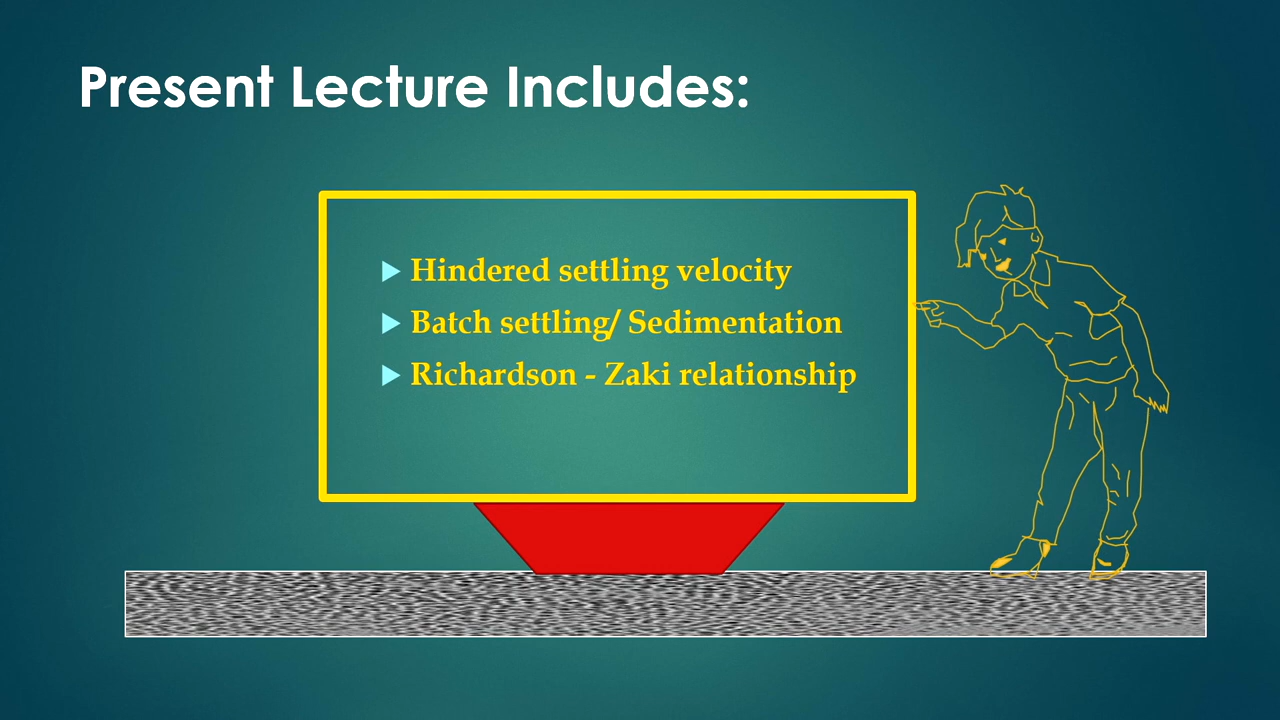 Present Lecture Includes:
Hindered settling velocity
Batch settling/ Sedimentation
Richardson - Zaki relationship